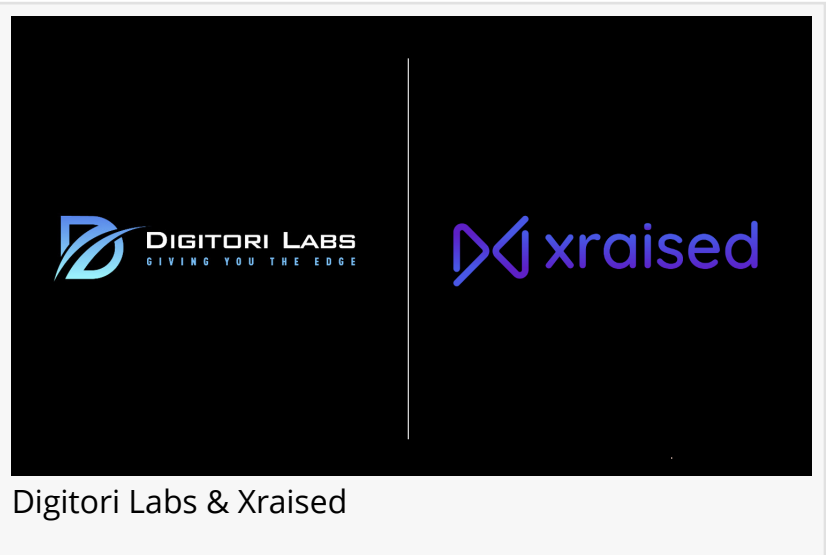 DIGITORI LABS
GIVING YOU THE EDGE
xraised
Digitori Labs & Xraised